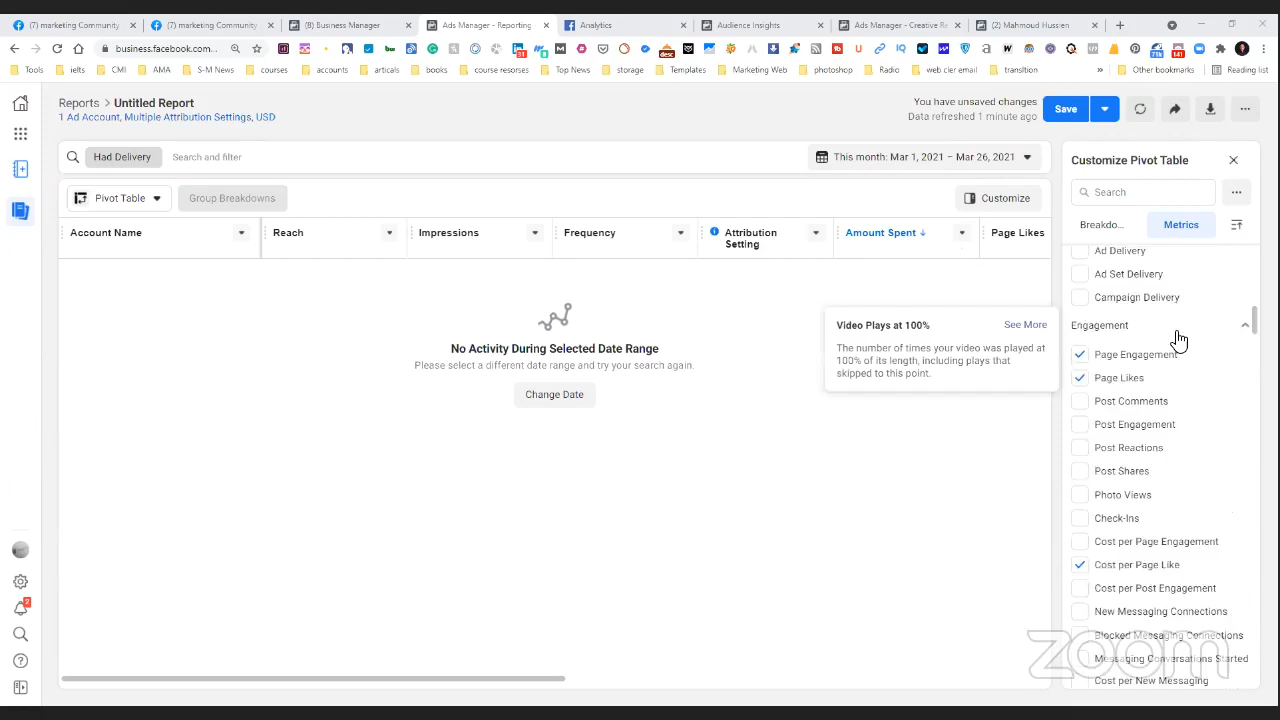 (7) marketing Community
(7) marketing Community
(8) Business Manager
Ads Manager - Reporting
Analytics
Audience Insights
Ads Manager - Creative Re
(2) Mahmoud Hussien
business.facebook.com...
Tools
ielts
CMI
AMA
S-M News
courses
accounts
articals
books
course resorses
Top News
storage
Templates
Marketing Web
photoshop
Radio
web cler email
transltion
Other bookmarks
Reading list
Reports > Untitled Report
1 Ad Account, Multiple Attribution Settings, USD
You have unsaved changes
Data refreshed 1 minute ago
Save
Had Delivery
Search and filter
This month: Mar 1, 2021 – Mar 26, 2021
Pivot Table
Group Breakdowns
Customize
Account Name
Reach
Impressions
Frequency
Attribution
Setting
Amount Spent ↓
Page Likes
No Activity During Selected Date Range
Please select a different date range and try your search again.
Change Date
Video Plays at 100%
See More
The number of times your video was played at
100% of its length, including plays that
skipped to this point.
Customize Pivot Table
Search
Breakdo...
Metrics
Ad Delivery
Ad Set Delivery
Campaign Delivery
Engagement
Page Engagement
Page Likes
Post Comments
Post Engagement
Post Reactions
Post Shares
Photo Views
Check-Ins
Cost per Page Engagement
Cost per Page Like
Cost per Post Engagement
New Messaging Connections
Blocked Messaging Connections
Messaging Conversations Started
Cost per New Messaging
zoom